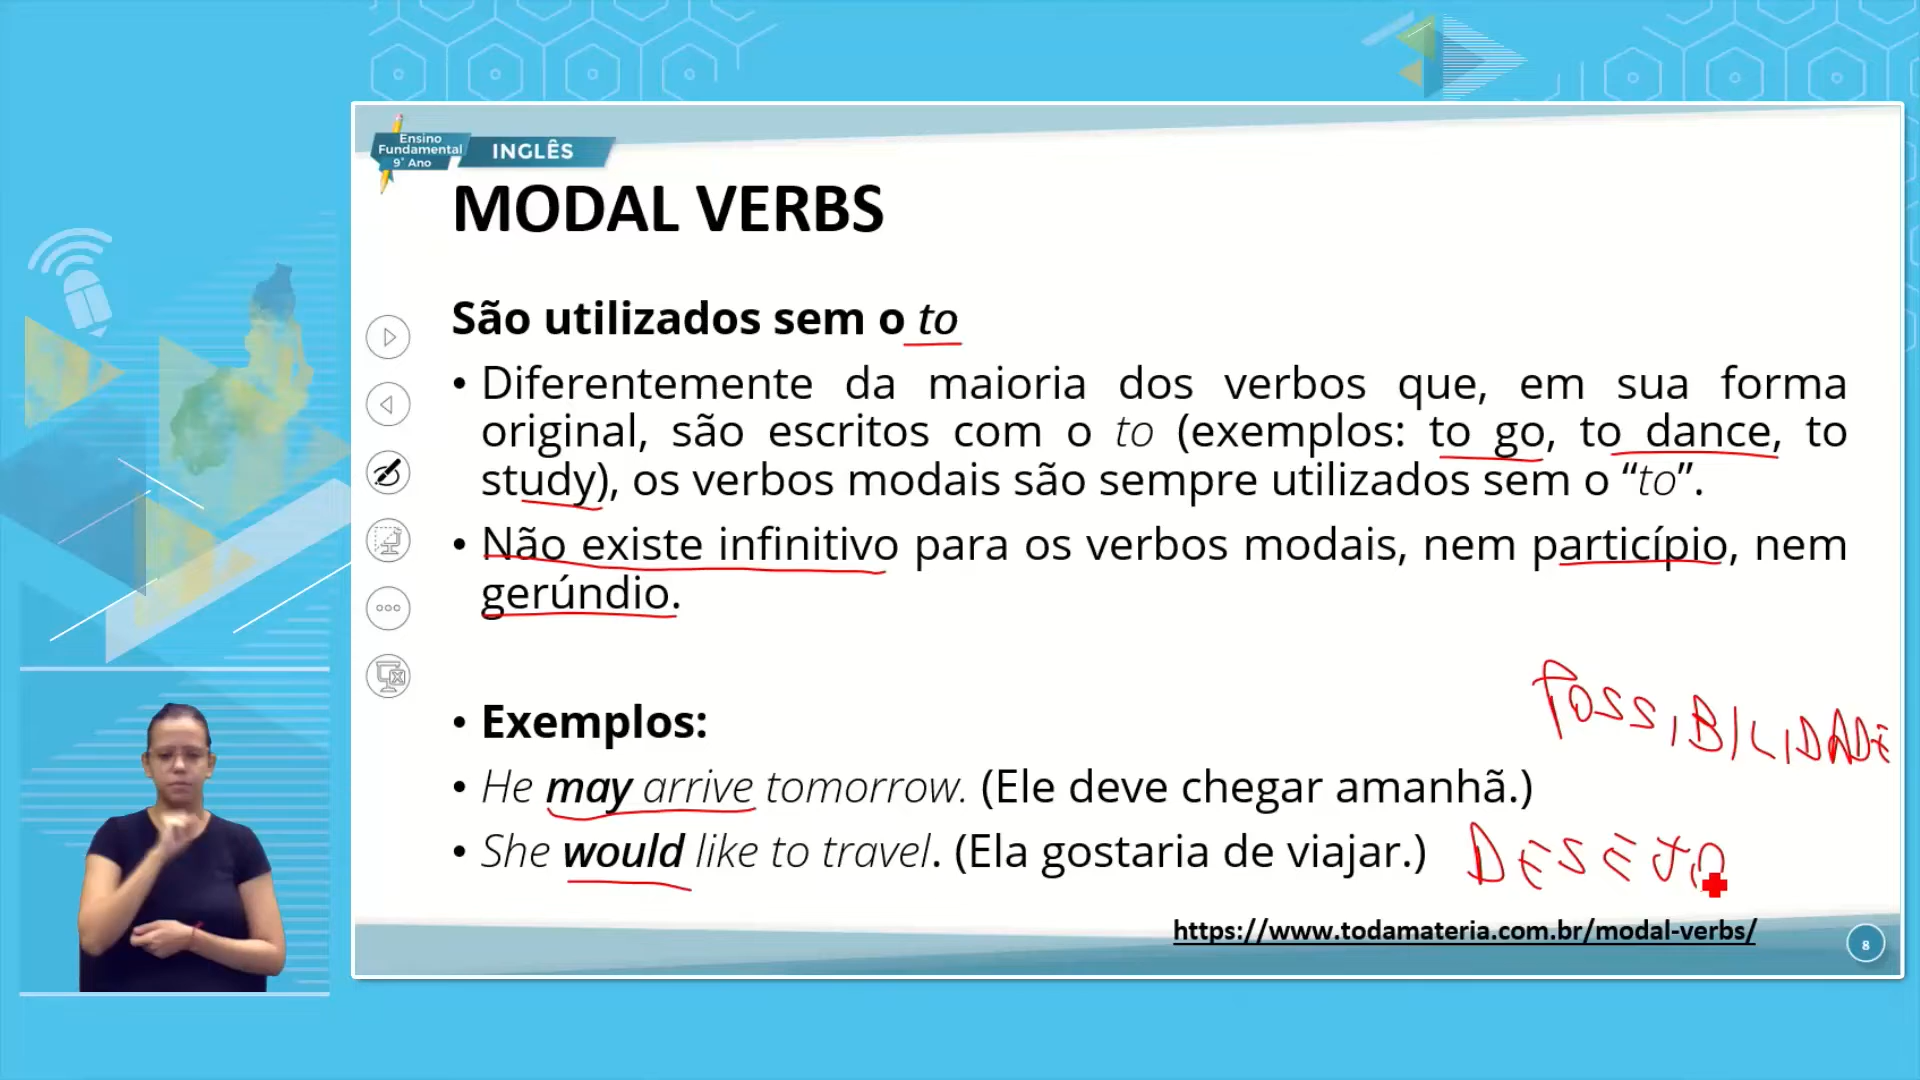 Ensino
Fundamental
9° Ano
INGLÊS
MODAL VERBS
São utilizados sem o to
• Diferentemente da maioria dos verbos que, em sua forma
original, são escritos com o to (exemplos: to go, to dance, to
study), os verbos modais são sempre utilizados sem o “to”.
• Não existe infinitivo para os verbos modais, nem particípio, nem
gerúndio.
POSSIBILIDADE
• Exemplos:
• He may arrive tomorrow. (Ele deve chegar amanhã.)
• She would like to travel. (Ela gostaria de viajar.) DESEJO
https://www.todamateria.com.br/modal-verbs/
8